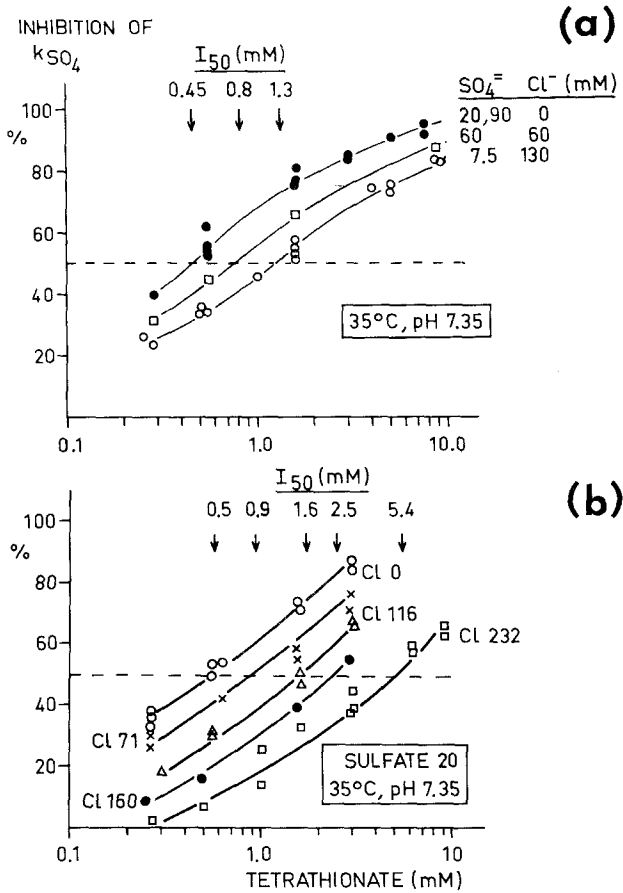 INHIBITION OF
kSO4
(a)
I50 (mM)
0.45 0.8 1.3
SO4= Cl- (mM)
20,90 0
60 60
7.5 130
100
%
80
60
40
20
35°C, pH 7.35
0.1 1.0 10.0
(b)
I50 (mM)
0.5 0.9 1.6 2.5 5.4
100
%
80
60
40
20
Cl 0
Cl 116
Cl 232
Cl 71
Cl 160
SULFATE 20
35°C, pH 7.35
0.1 1.0 10
TETRATHIONATE (mM)